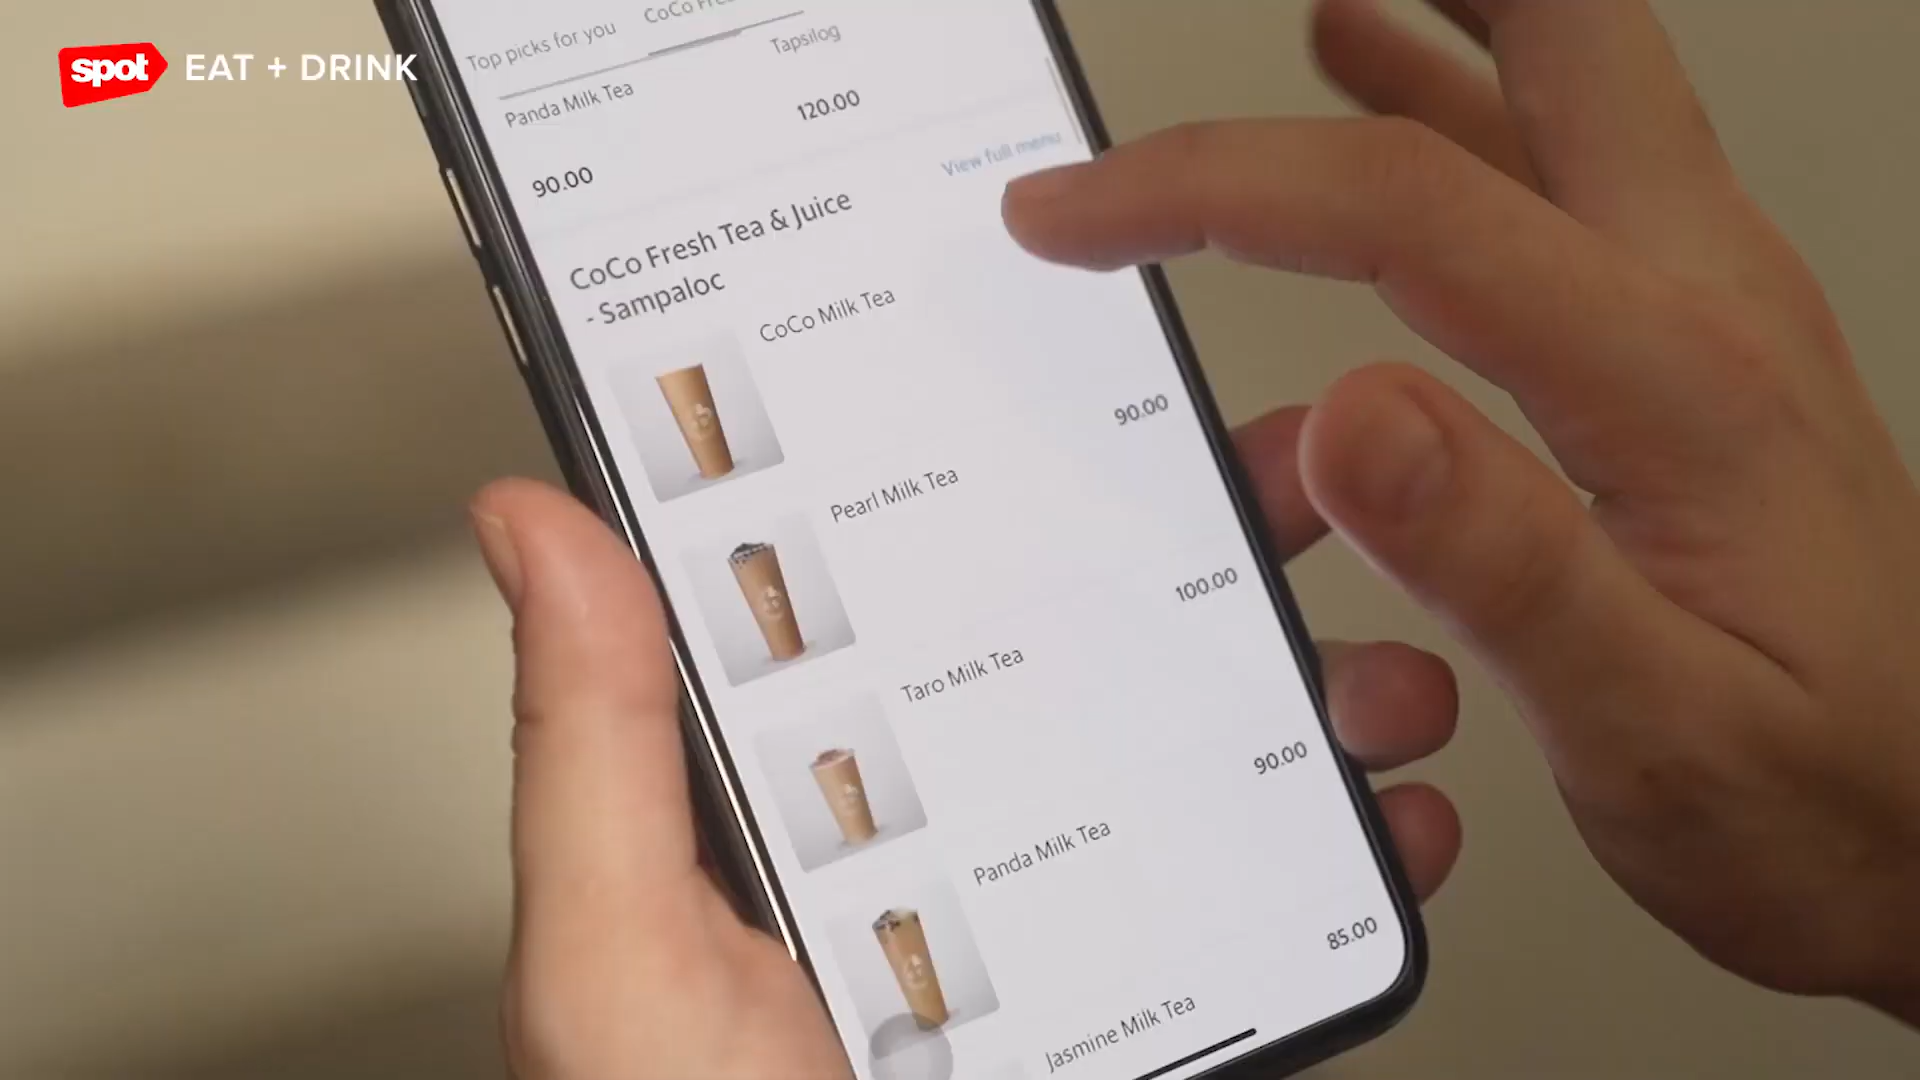 spot EAT + DRINK
Top picks for you
CoCo Fre
Panda Milk Tea
Tapsilog
90.00
120.00
View full menu
CoCo Fresh Tea & Juice
- Sampaloc
CoCo Milk Tea
90.00
Pearl Milk Tea
100.00
Taro Milk Tea
90.00
Panda Milk Tea
85.00
Jasmine Milk Tea